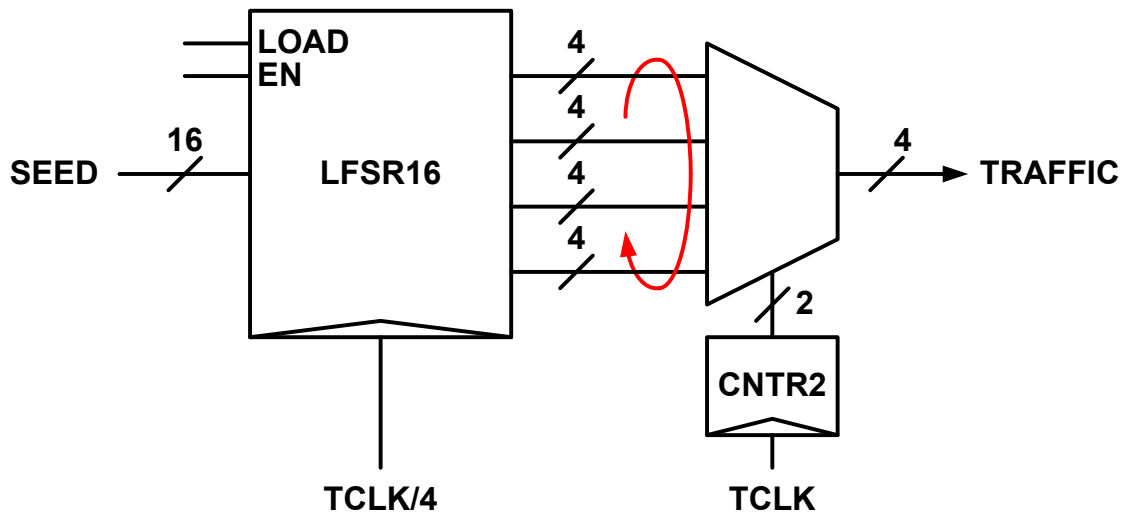 LOAD
EN
SEED
16
LFSR16
4
4
4
4
4
TRAFFIC
2
CNTR2
TCLK/4
TCLK